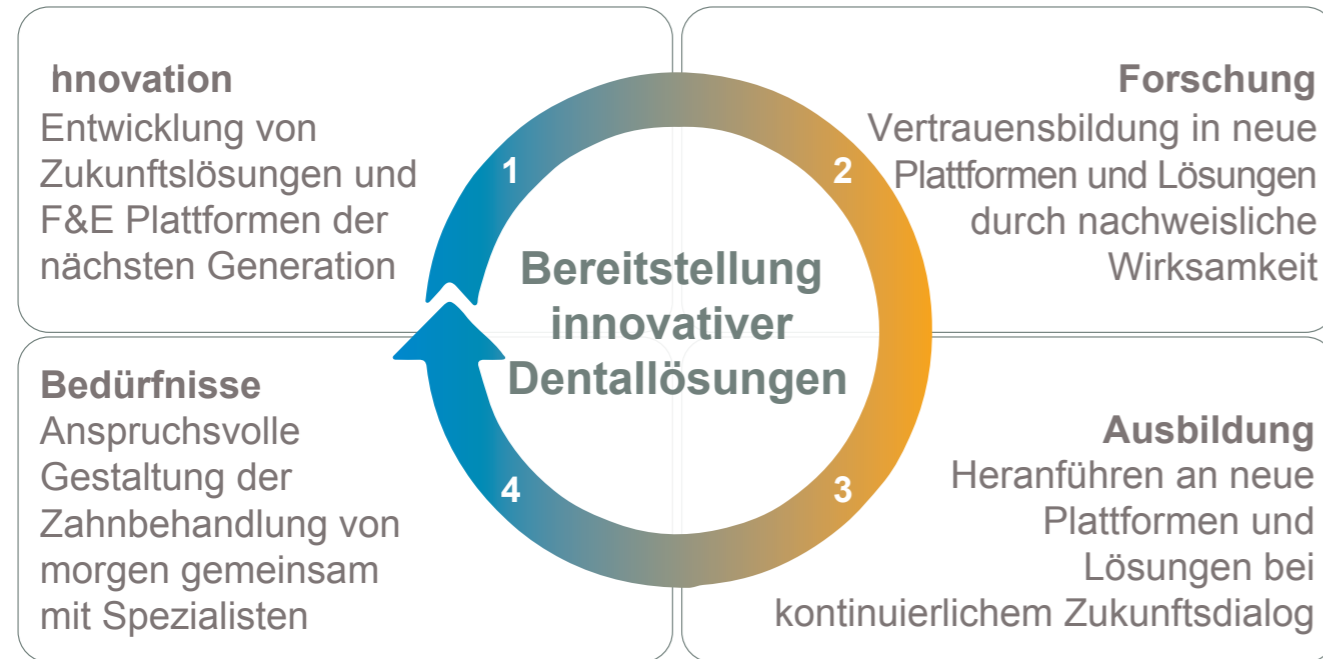 Innovation
Entwicklung von
Zukunftslösungen und
F&E Plattformen der
nächsten Generation
1
Forschung
Vertrauensbildung in neue
Plattformen und Lösungen
durch nachweisliche
Wirksamkeit
2
Bereitstellung
innovativer
Dentallösungen
Ausbildung
Heranführen an neue
Plattformen und
Lösungen bei
kontinuierlichem Zukunftsdialog
3
Bedürfnisse
Anspruchsvolle
Gestaltung der
Zahnbehandlung von
morgen gemeinsam
mit Spezialisten
4